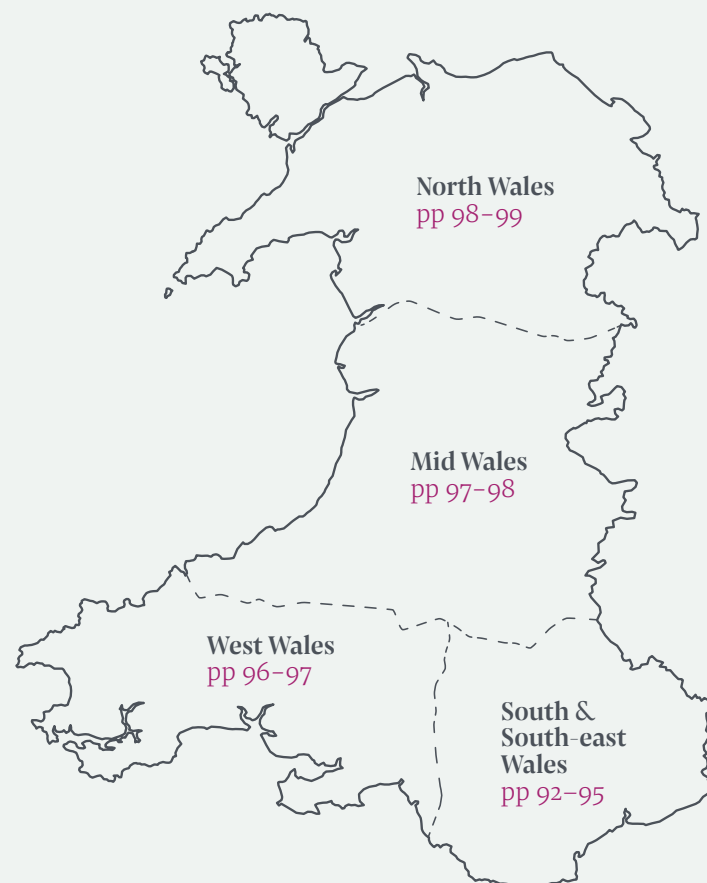 North Wales
pp 98–99
Mid Wales
pp 97–98
West Wales
pp 96–97
South &
South-east
Wales
pp 92–95